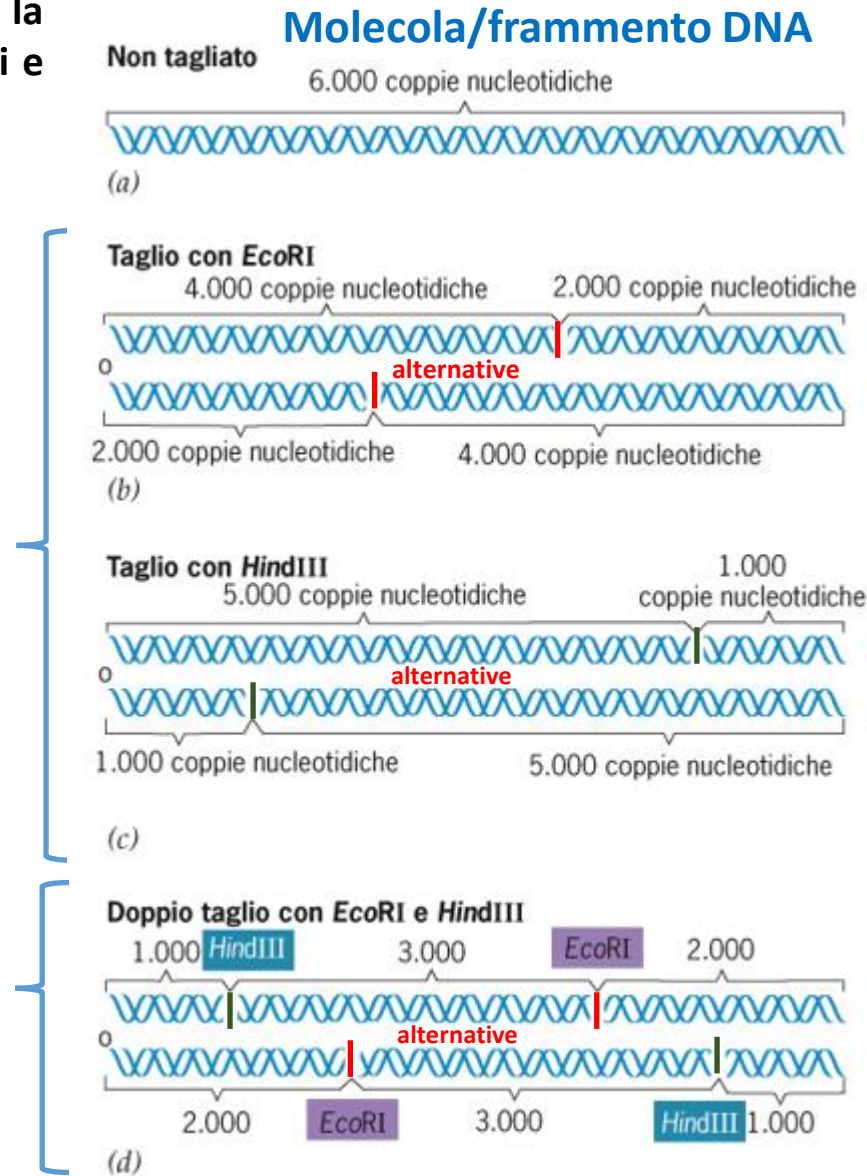 la
i e
Molecola/frammento DNA
Non tagliato
6.000 coppie nucleotidiche
(a)
Taglio con EcoRI
4.000 coppie nucleotidiche 2.000 coppie nucleotidiche
o
alternative
2.000 coppie nucleotidiche 4.000 coppie nucleotidiche
(b)
Taglio con HindIII
5.000 coppie nucleotidiche
1.000
coppie nucleotidiche
o
alternative
1.000 coppie nucleotidiche 5.000 coppie nucleotidiche
(c)
Doppio taglio con EcoRI e HindIII
1.000 HindIII 3.000 EcoRI 2.000
o
alternative
2.000 EcoRI 3.000 HindIII 1.000
(d)